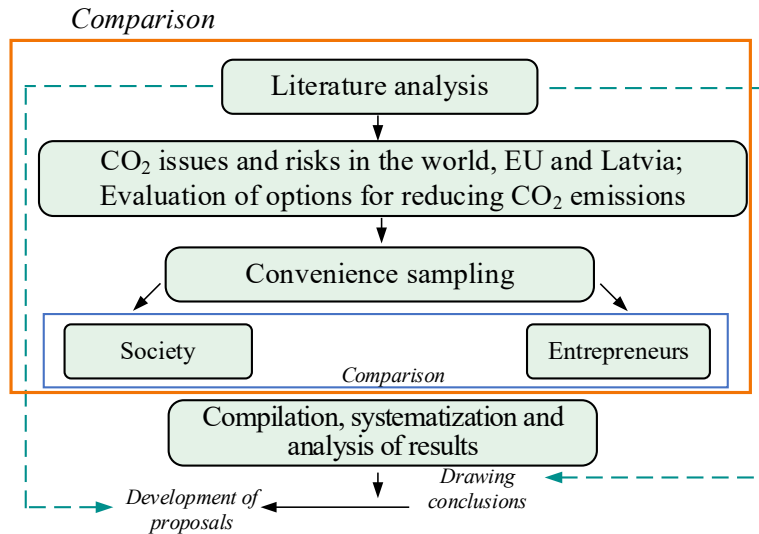 Comparison
Literature analysis
CO₂ issues and risks in the world, EU and Latvia;
Evaluation of options for reducing CO₂ emissions
Convenience sampling
Society
Entrepreneurs
Comparison
Compilation, systematization and
analysis of results
Drawing
conclusions
Development of
proposals